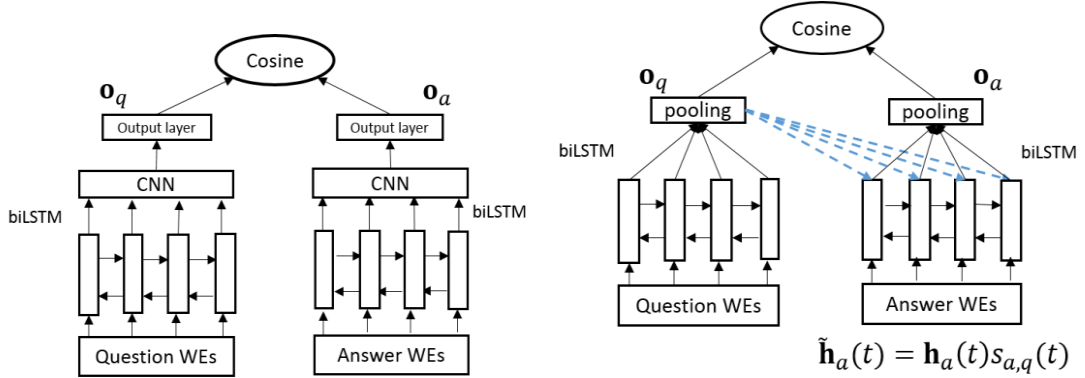 Cosine
𝐨_q
𝐨_a
Output layer
Output layer
CNN
CNN
biLSTM
biLSTM
Question WEs
Answer WEs
Cosine
𝐨_q
𝐨_a
pooling
pooling
biLSTM
biLSTM
Question WEs
Answer WEs
𝐡̃_a(t) = 𝐡_a(t)s_{a,q}(t)